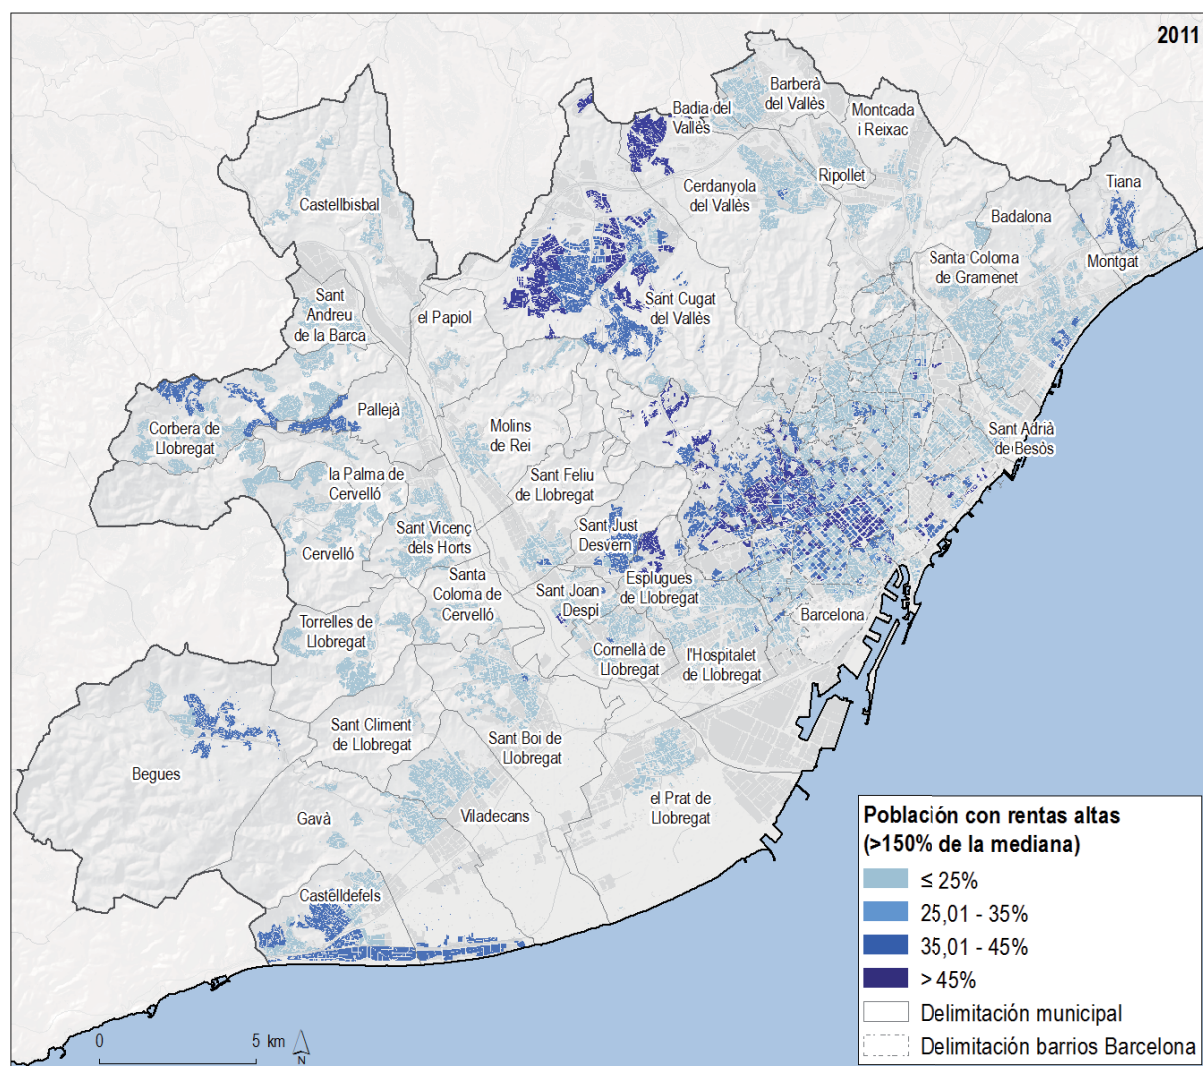 2011
Barberà
del Vallès
Badia del
Vallès
Montcada
i Reixac
Ripollet
Cerdanyola
del Vallès
Tiana
Castellbisbal
Badalona
Santa Coloma
de Gramenet
Montgat
Sant
Andreu
de la Barca
el Papiol
Sant Cugat
del Vallès
Pallejà
Corbera de
Llobregat
Molins
de Rei
Sant Adrià
de Besòs
la Palma de
Cervelló
Sant Feliu
de Llobregat
Sant Vicenç
dels Horts
Sant Just
Desvern
Cervelló
Santa
Coloma de
Cervelló
Sant Joan
Despi
Esplugues
de Llobregat
Barcelona
Torrelles de
Llobregat
Cornellà de
Llobregat
l'Hospitalet
de Llobregat
Sant Climent
de Llobregat
Sant Boi de
Llobregat
Begues
el Prat de
Llobregat
Gavà
Viladecans
Castelldefels
Población con rentas altas
(>150% de la mediana)
≤ 25%
25,01 - 35%
35,01 - 45%
> 45%
Delimitación municipal
Delimitación barrios Barcelona
0 5 km
N